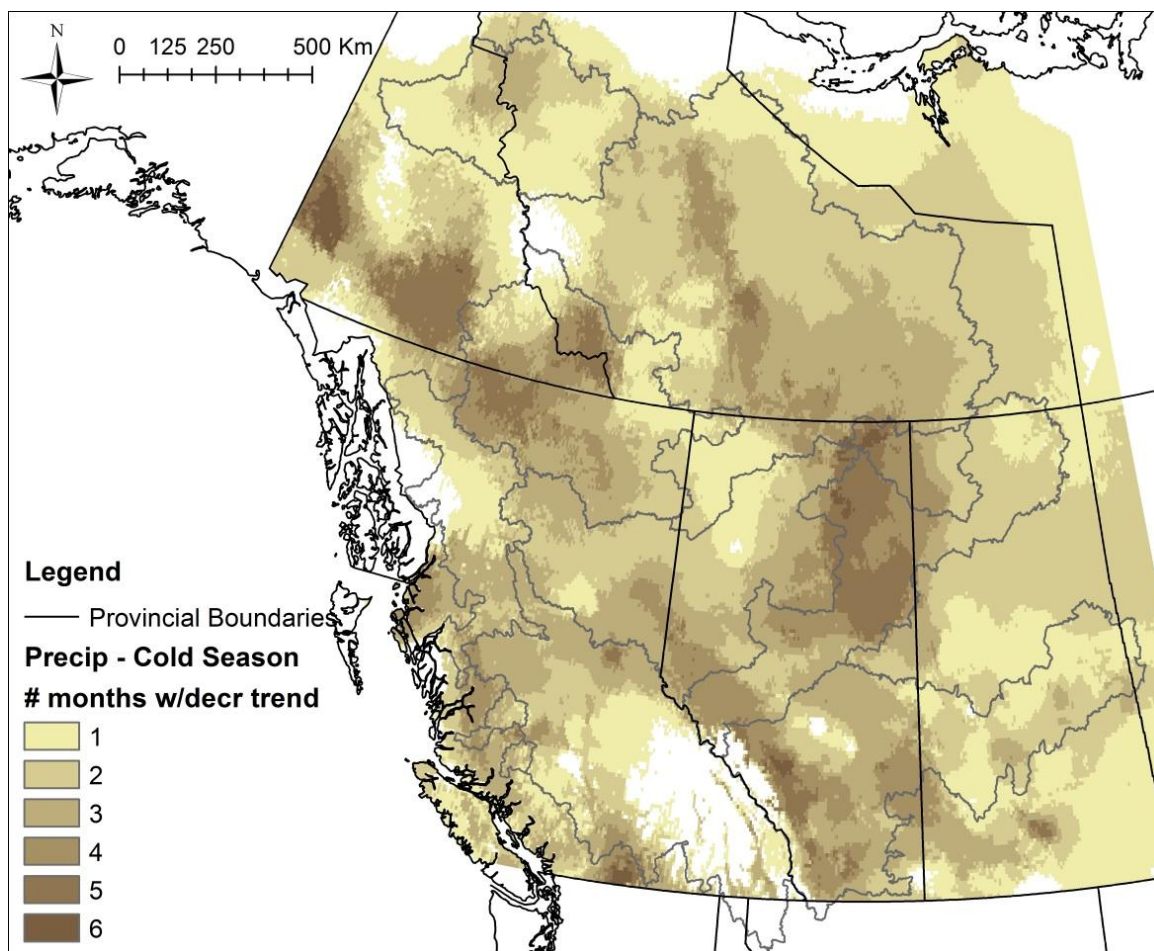 N
0 125 250 500 Km
Legend
Provincial Boundaries
Precip - Cold Season
# months w/decr trend
1
2
3
4
5
6